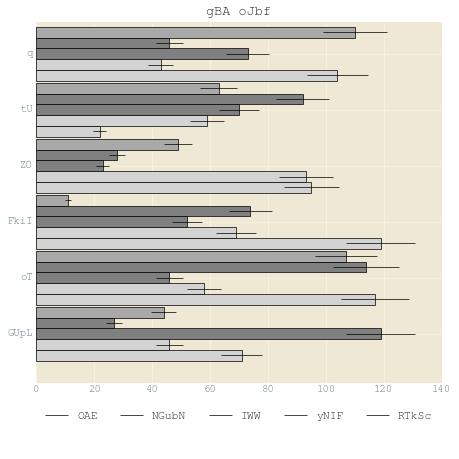 gBA oJbf
q
tU
ZO
FkiI
oT
GUpL
0 20 40 60 80 100 120 140
OAE NGubN IWW yNIF RTkSc